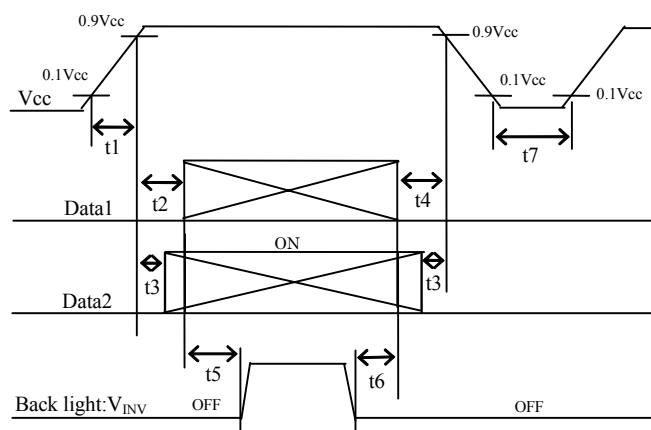 0.9Vcc
0.9Vcc
0.1Vcc
0.1Vcc
0.1Vcc
Vcc
t1
t7
t2
t4
Data1
ON
t3
t3
Data2
t5
t6
Back light:VINV
OFF
OFF